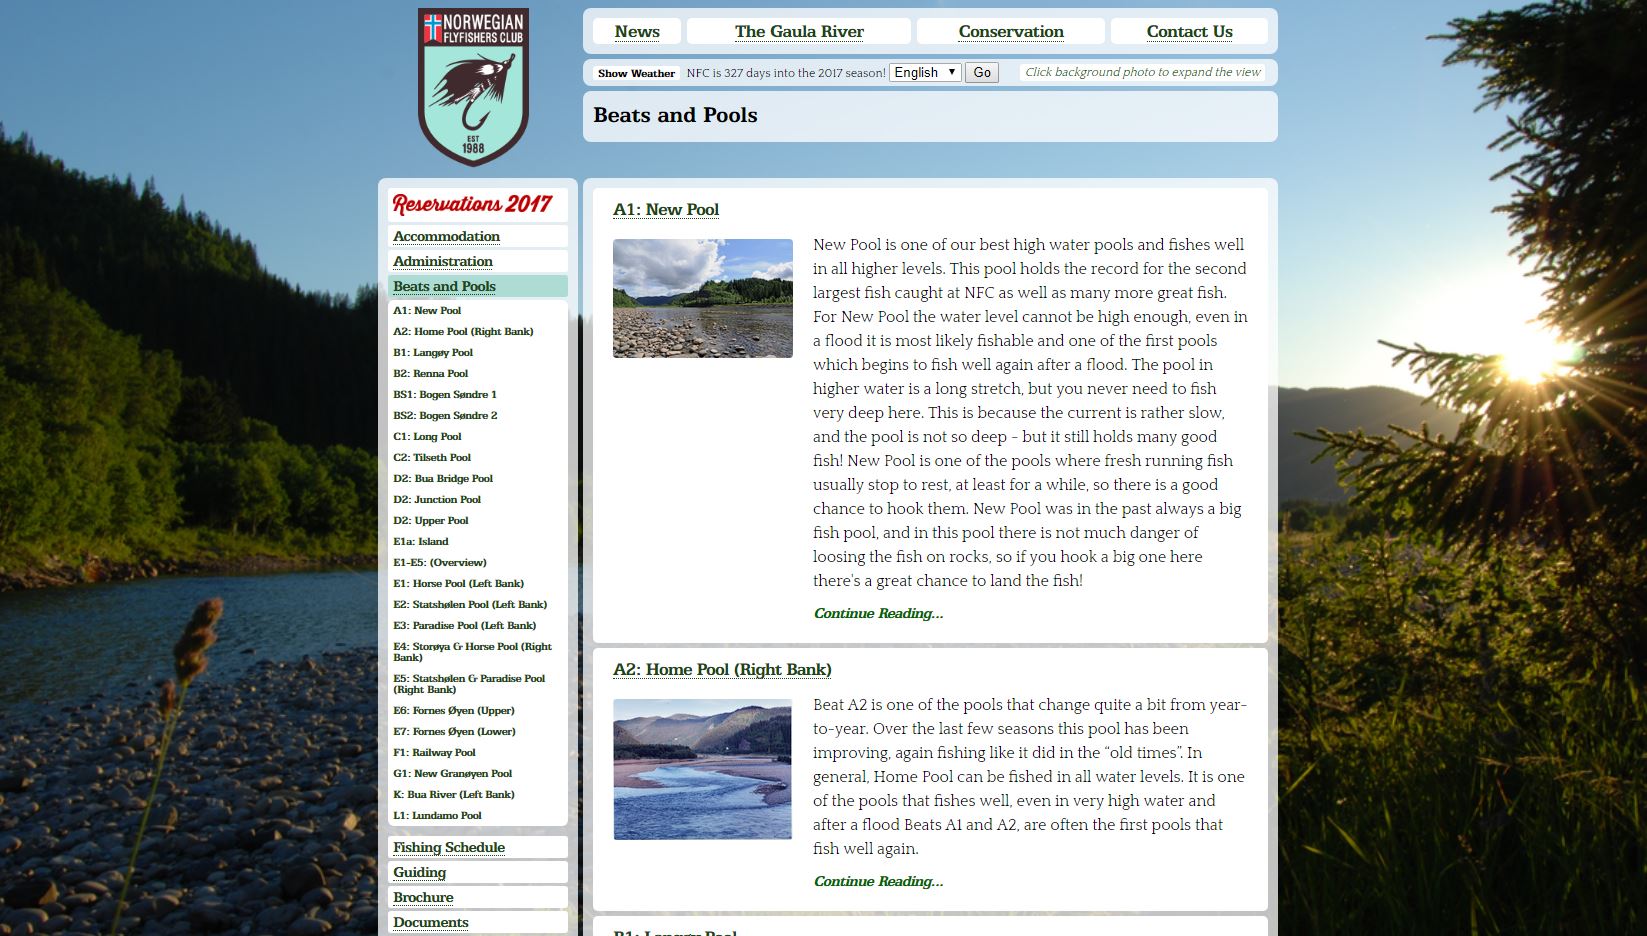 NORWEGIAN
FLYFISHERS CLUB
EST
1988
News
The Gaula River
Conservation
Contact Us
Show Weather
NFC is 327 days into the 2017 season!
English
Go
Click background photo to expand the view
Beats and Pools
Reservations 2017
Accommodation
Administration
Beats and Pools
A1: New Pool
A2: Home Pool (Right Bank)
B1: Langøy Pool
B2: Renna Pool
BS1: Bogen Søndre 1
BS2: Bogen Søndre 2
C1: Long Pool
C2: Tilseth Pool
D2: Bua Bridge Pool
D2: Junction Pool
D2: Upper Pool
E1a: Island
E1-E5: (Overview)
E1: Horse Pool (Left Bank)
E2: Statshølen Pool (Left Bank)
E3: Paradise Pool (Left Bank)
E4: Storøya & Horse Pool (Right
Bank)
E5: Statshølen & Paradise Pool
(Right Bank)
E6: Fornes Øyen (Upper)
E7: Fornes Øyen (Lower)
F1: Railway Pool
G1: New Granøyen Pool
K: Bua River (Left Bank)
L1: Lundamo Pool
Fishing Schedule
Guiding
Brochure
Documents
A1: New Pool
New Pool is one of our best high water pools and fishes well
in all higher levels. This pool holds the record for the second
largest fish caught at NFC as well as many more great fish.
For New Pool the water level cannot be high enough, even in
a flood it is most likely fishable and one of the first pools
which begins to fish well again after a flood. The pool in
higher water is a long stretch, but you never need to fish
very deep here. This is because the current is rather slow,
and the pool is not so deep - but it still holds many good
fish! New Pool is one of the pools where fresh running fish
usually stop to rest, at least for a while, so there is a good
chance to hook them. New Pool was in the past always a big
fish pool, and in this pool there is not much danger of
loosing the fish on rocks, so if you hook a big one here
there's a great chance to land the fish!
Continue Reading...
A2: Home Pool (Right Bank)
Beat A2 is one of the pools that change quite a bit from year-
to-year. Over the last few seasons this pool has been
improving, again fishing like it did in the “old times”. In
general, Home Pool can be fished in all water levels. It is one
of the pools that fishes well, even in very high water and
after a flood Beats A1 and A2, are often the first pools that
fish well again.
Continue Reading...
B1: Langøy Pool